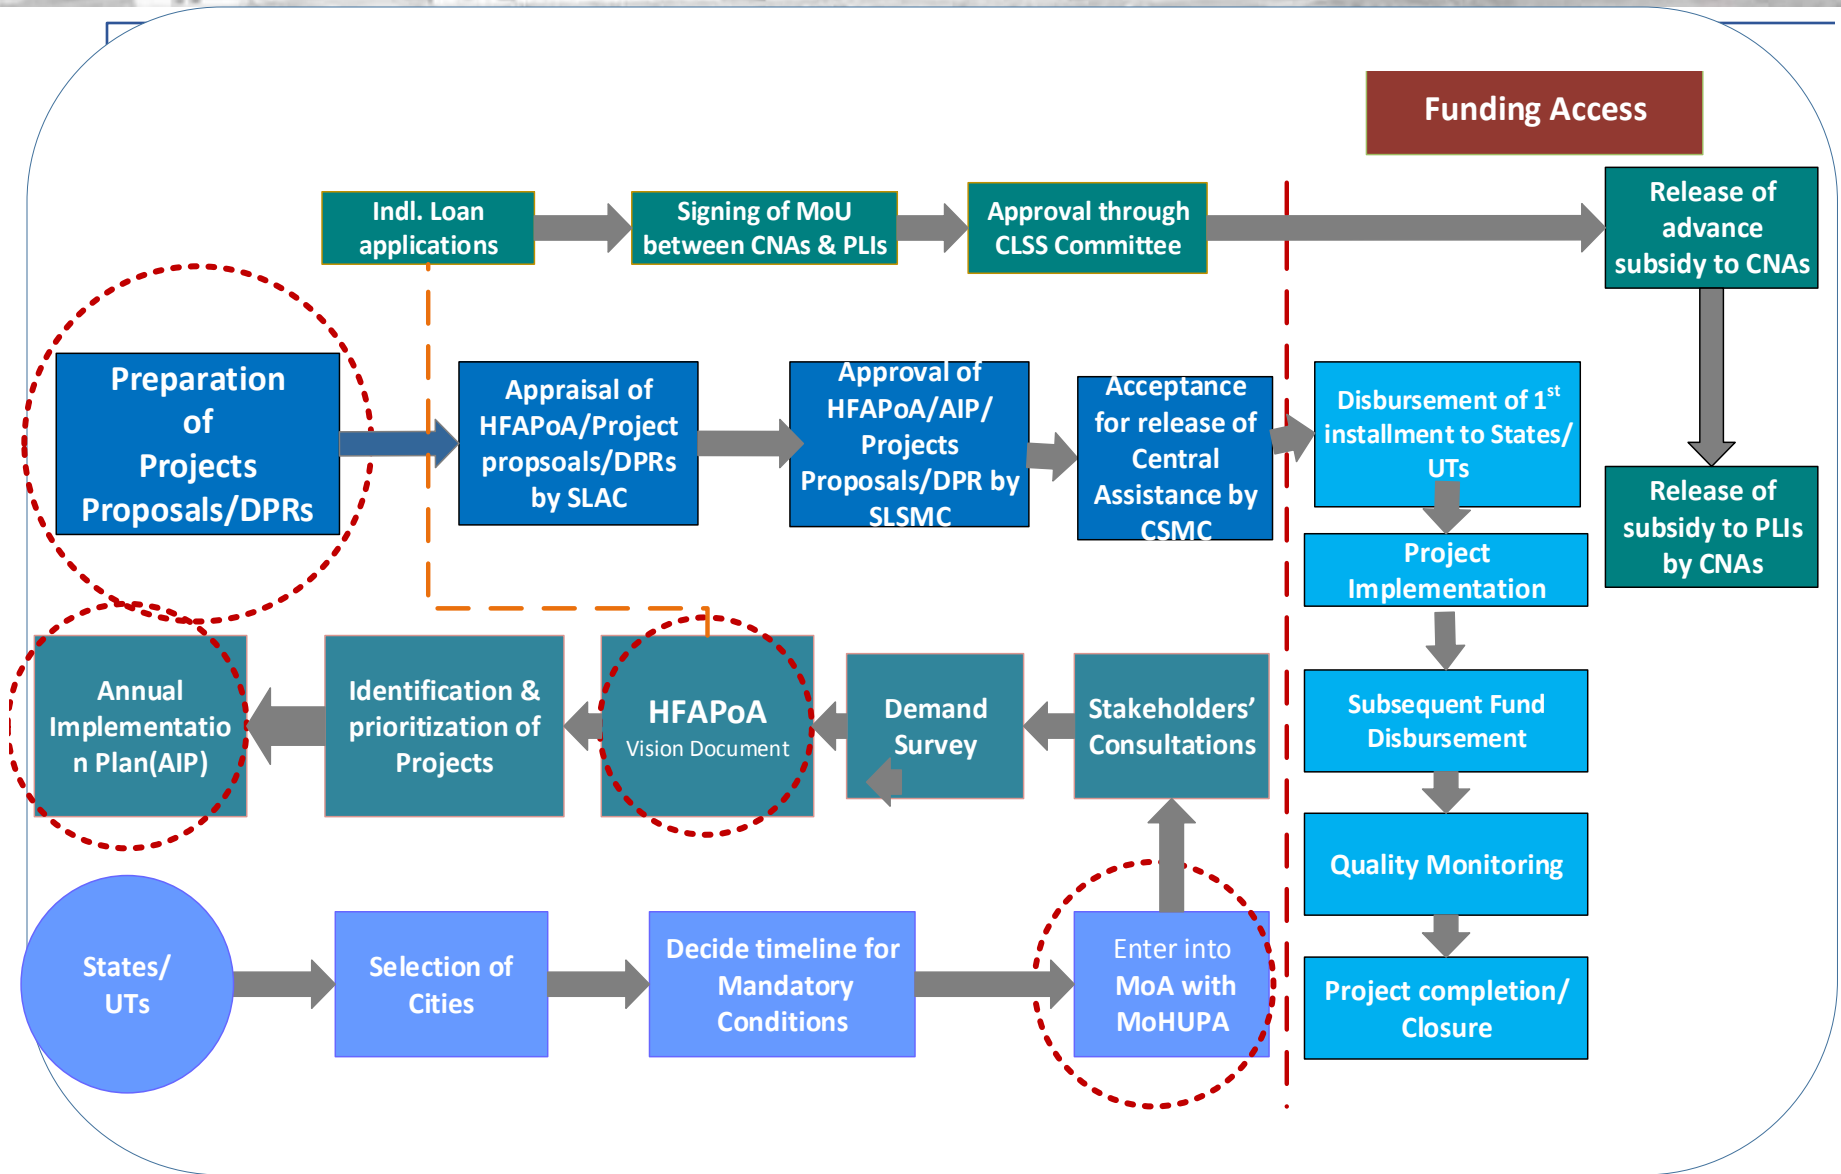 Funding Access
Indl. Loan
applications
Signing of MoU
between CNAs & PLIs
Approval through
CLSS Committee
Release of
advance
subsidy to CNAs
Preparation
of
Projects
Proposals/DPRs
Appraisal of
HFAPoA/Project
propsoals/DPRs
by SLAC
Approval of
HFAPoA/AIP/
Projects
Proposals/DPR by
SLSMC
Acceptance
for release of
Central
Assistance by
CSMC
Disbursement of 1st
installment to States/
UTs
Release of
subsidy to PLIs
by CNAs
Project
Implementation
Annual
Implementatio
n Plan(AIP)
Identification &
prioritization of
Projects
HFAPoA
Vision Document
Demand
Survey
Stakeholders’
Consultations
Subsequent Fund
Disbursement
Quality Monitoring
States/
UTs
Selection of
Cities
Decide timeline for
Mandatory
Conditions
Enter into
MoA with
MoHUPA
Project completion/
Closure